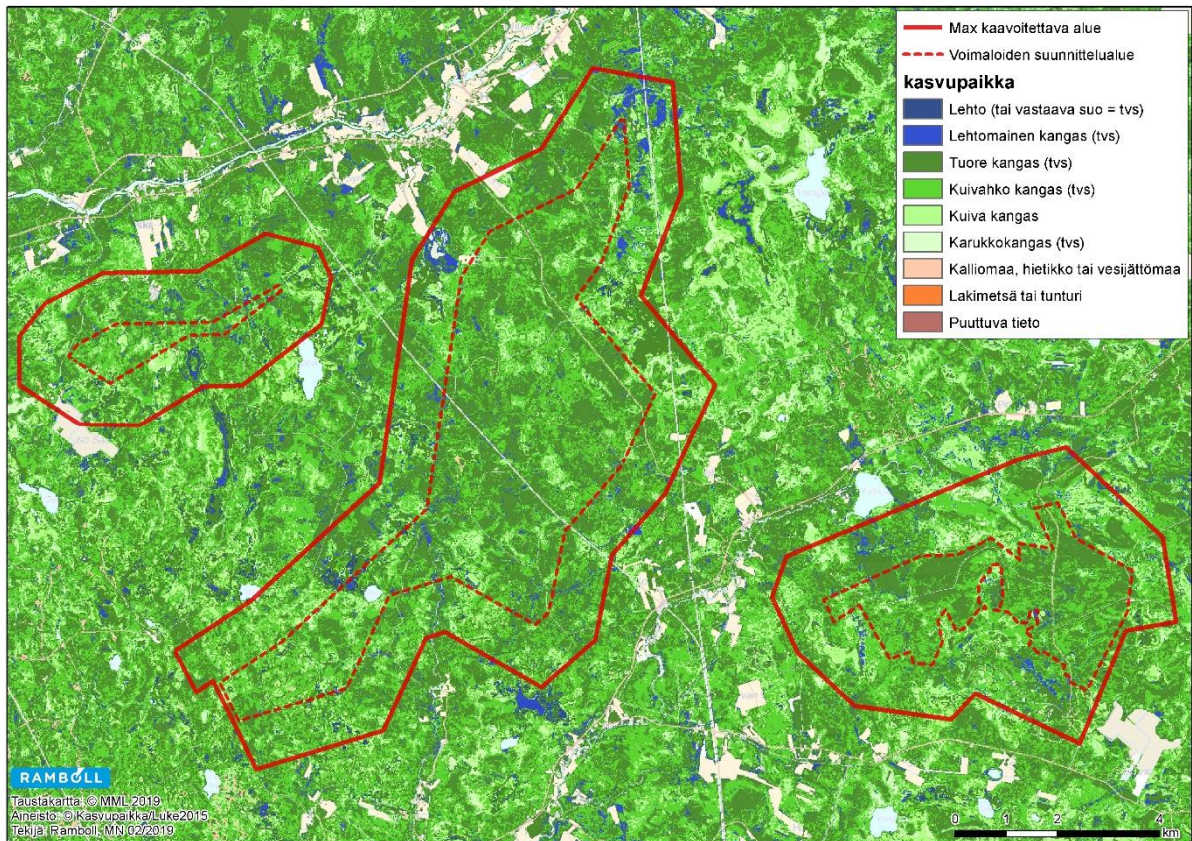 Max kaavoitettava alue
Voimaloiden suunnittelualue
kasvupaikka
Lehto (tai vastaava suo = tvs)
Lehtomainen kangas (tvs)
Tuore kangas (tvs)
Kuivahko kangas (tvs)
Kuiva kangas
Karukkokangas (tvs)
Kalliomaa, hietikko tai vesijättömaa
Lakimetsä tai tunturi
Puuttuva tieto
RAMBOLL
Taustakartta: © MML 2019
Aineisto: © Kasvupaikka/Luke2015
Tekijä: Ramboll, MN 02/2019
0 1 2 4
km